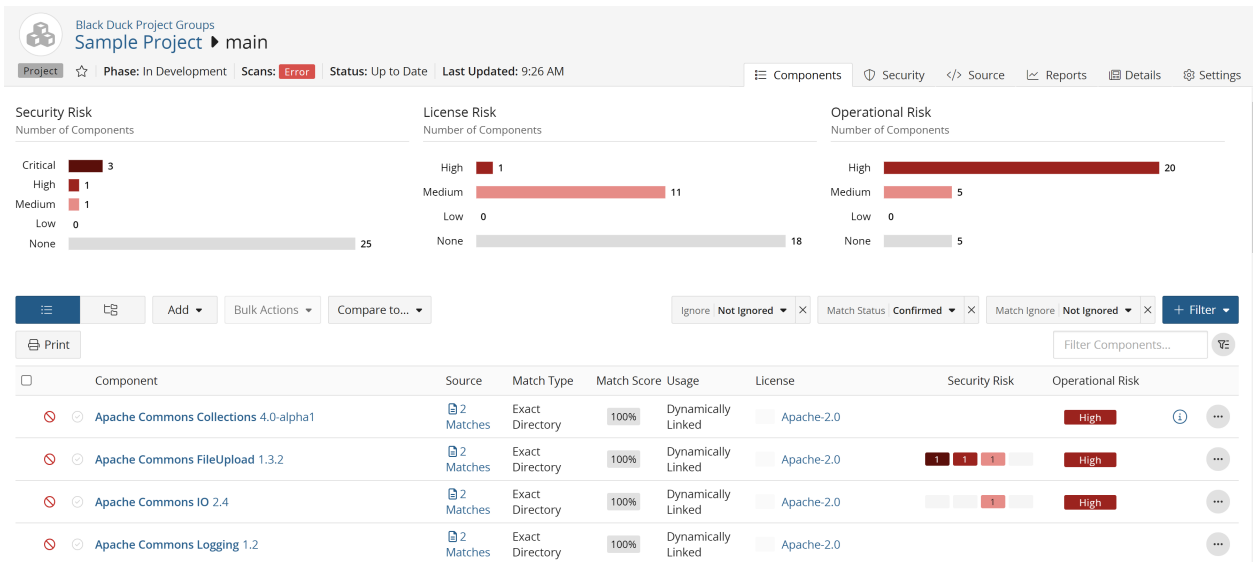 Black Duck Project Groups
Sample Project main
Project Phase: In Development Scans: Error Status: Up to Date Last Updated: 9:26 AM
Components Security </> Source Reports Details Settings
Security Risk
Number of Components
Critical 3
High 1
Medium 1
Low 0
None 25
License Risk
Number of Components
High 1
Medium 11
Low 0
None 18
Operational Risk
Number of Components
High 20
Medium 5
Low 0
None 5
Add Bulk Actions Compare to... Ignore Not Ignored × Match Status Confirmed × Match Ignore Not Ignored × + Filter
Print Filter Components...
Component Source Match Type Match Score Usage License Security Risk Operational Risk
Apache Commons Collections 4.0-alpha1 2 Matches Exact Directory 100% Dynamically Linked Apache-2.0 High
Apache Commons FileUpload 1.3.2 2 Matches Exact Directory 100% Dynamically Linked Apache-2.0 1 1 1 High
Apache Commons IO 2.4 2 Matches Exact Directory 100% Dynamically Linked Apache-2.0 1 High
Apache Commons Logging 1.2 2 Matches Exact Directory 100% Dynamically Linked Apache-2.0